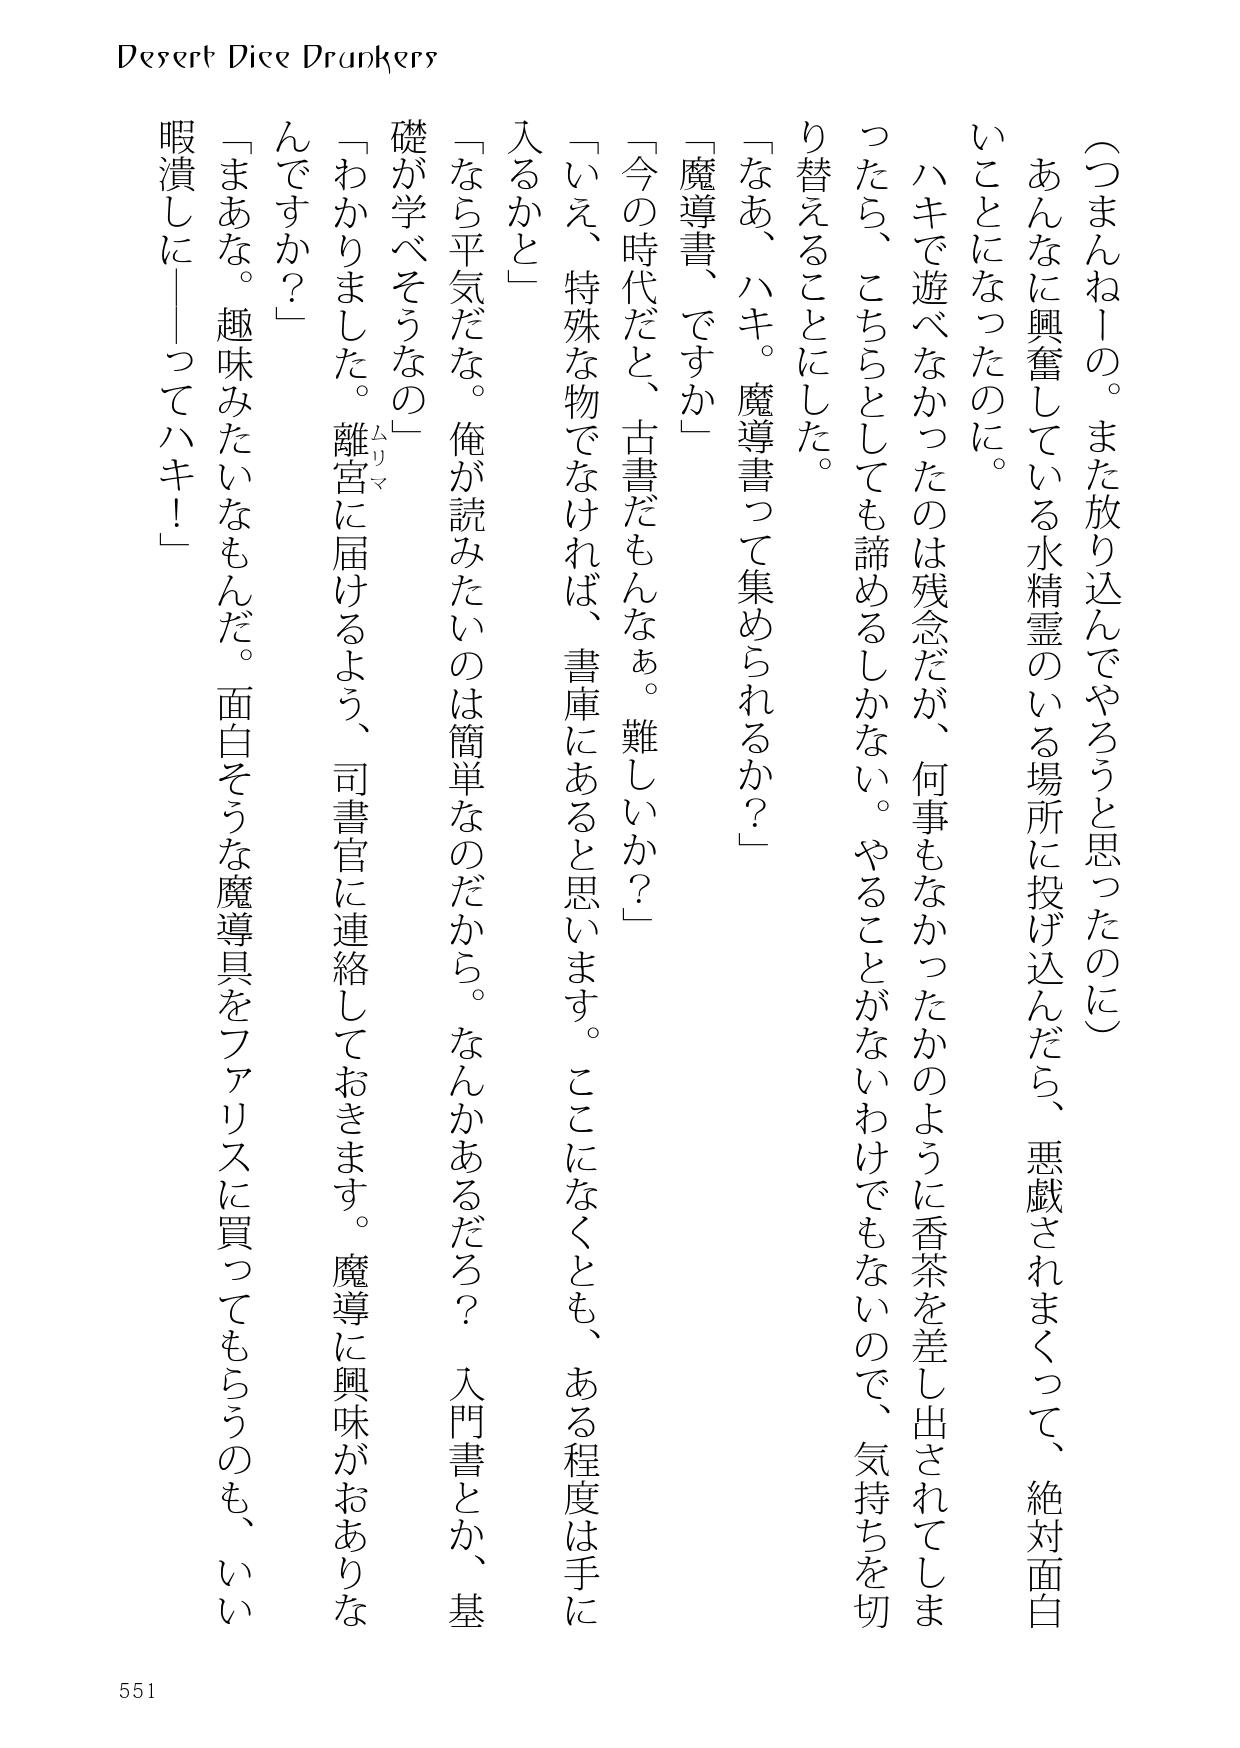 Desert Dice Drunkers
（つまんねーの。また放り込んでやろうと思ったのに）
あんなに興奮している水精霊のいる場所に投げ込んだら、悪戯されまくって、絶対面白
いことになったのに。
ハキで遊べなかったのは残念だが、何事もなかったかのように香茶を差し出されてしま
ったら、こちらとしても諦めるしかない。やることがないわけでもないので、気持ちを切
り替えることにした。
「なあ、ハキ。魔導書って集められるか？」
「魔導書、ですか」
「今の時代だと、古書だもんなぁ。難しいか？」
「いえ、特殊な物でなければ、書庫にあると思います。ここになくとも、ある程度は手に
入るかと」
「なら平気だな。俺が読みたいのは簡単なのだから。なんかあるだろ？　入門書とか、基
礎が学べそうなの」
「わかりました。離宮ムリマに届けるよう、司書官に連絡しておきます。魔導に興味がおありな
んですか？」
「まあな。趣味みたいなもんだ。面白そうな魔導具をファリスに買ってもらうのも、いい
暇潰しに――ってハキ！」
551